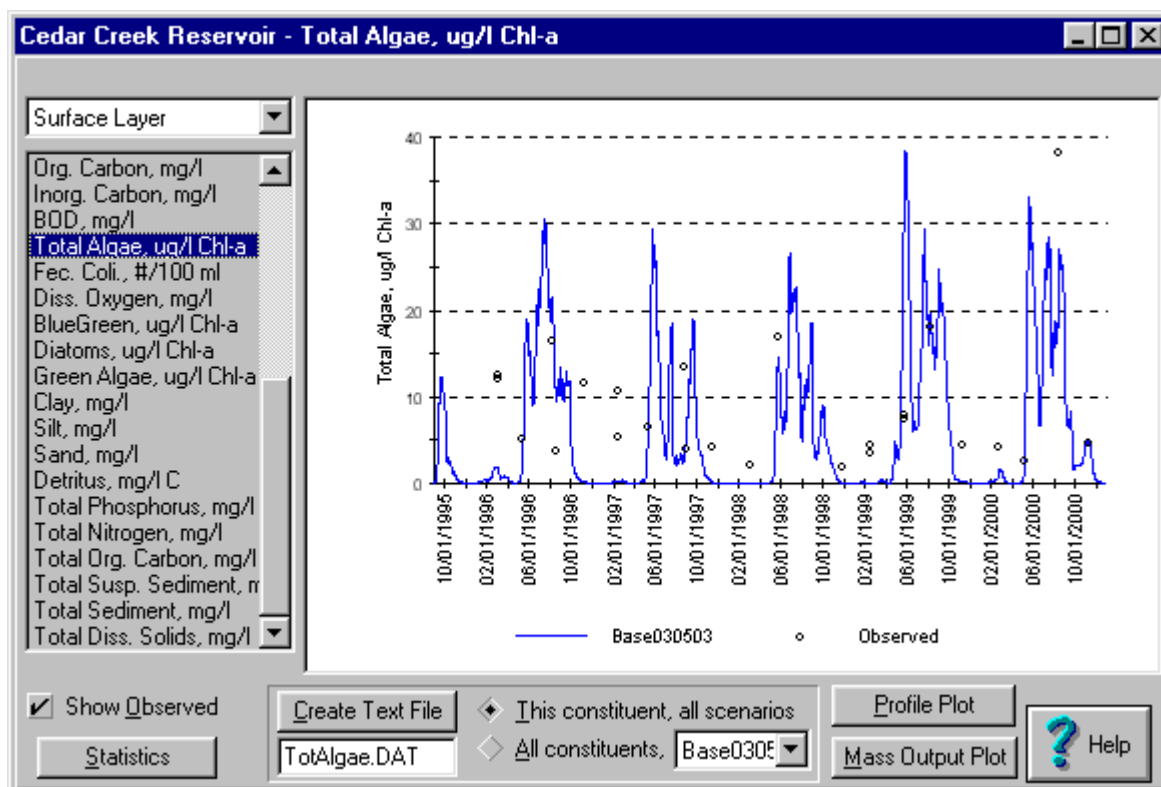 Cedar Creek Reservoir - Total Algae, ug/l Chl-a
Surface Layer
Org. Carbon, mg/l
Inorg. Carbon, mg/l
BOD, mg/l
Total Algae, ug/l Chl-a
Fec. Coli., #/100 ml
Diss. Oxygen, mg/l
BlueGreen, ug/l Chl-a
Diatoms, ug/l Chl-a
Green Algae, ug/l Chl-a
Clay, mg/l
Silt, mg/l
Sand, mg/l
Detritus, mg/l C
Total Phosphorus, mg/l
Total Nitrogen, mg/l
Total Org. Carbon, mg/l
Total Susp. Sediment, m
Total Sediment, mg/l
Total Diss. Solids, mg/l
Total Algae, ug/l Chl-a
40
30
20
10
0
10/01/1995
02/01/1996
06/01/1996
10/01/1996
02/01/1997
06/01/1997
10/01/1997
02/01/1998
06/01/1998
10/01/1998
02/01/1999
06/01/1999
10/01/1999
02/01/2000
06/01/2000
10/01/2000
Base030503
Observed
Show Observed
Statistics
Create Text File
TotAlgae.DAT
This constituent, all scenarios
All constituents,
Base0305
Profile Plot
Mass Output Plot
? Help